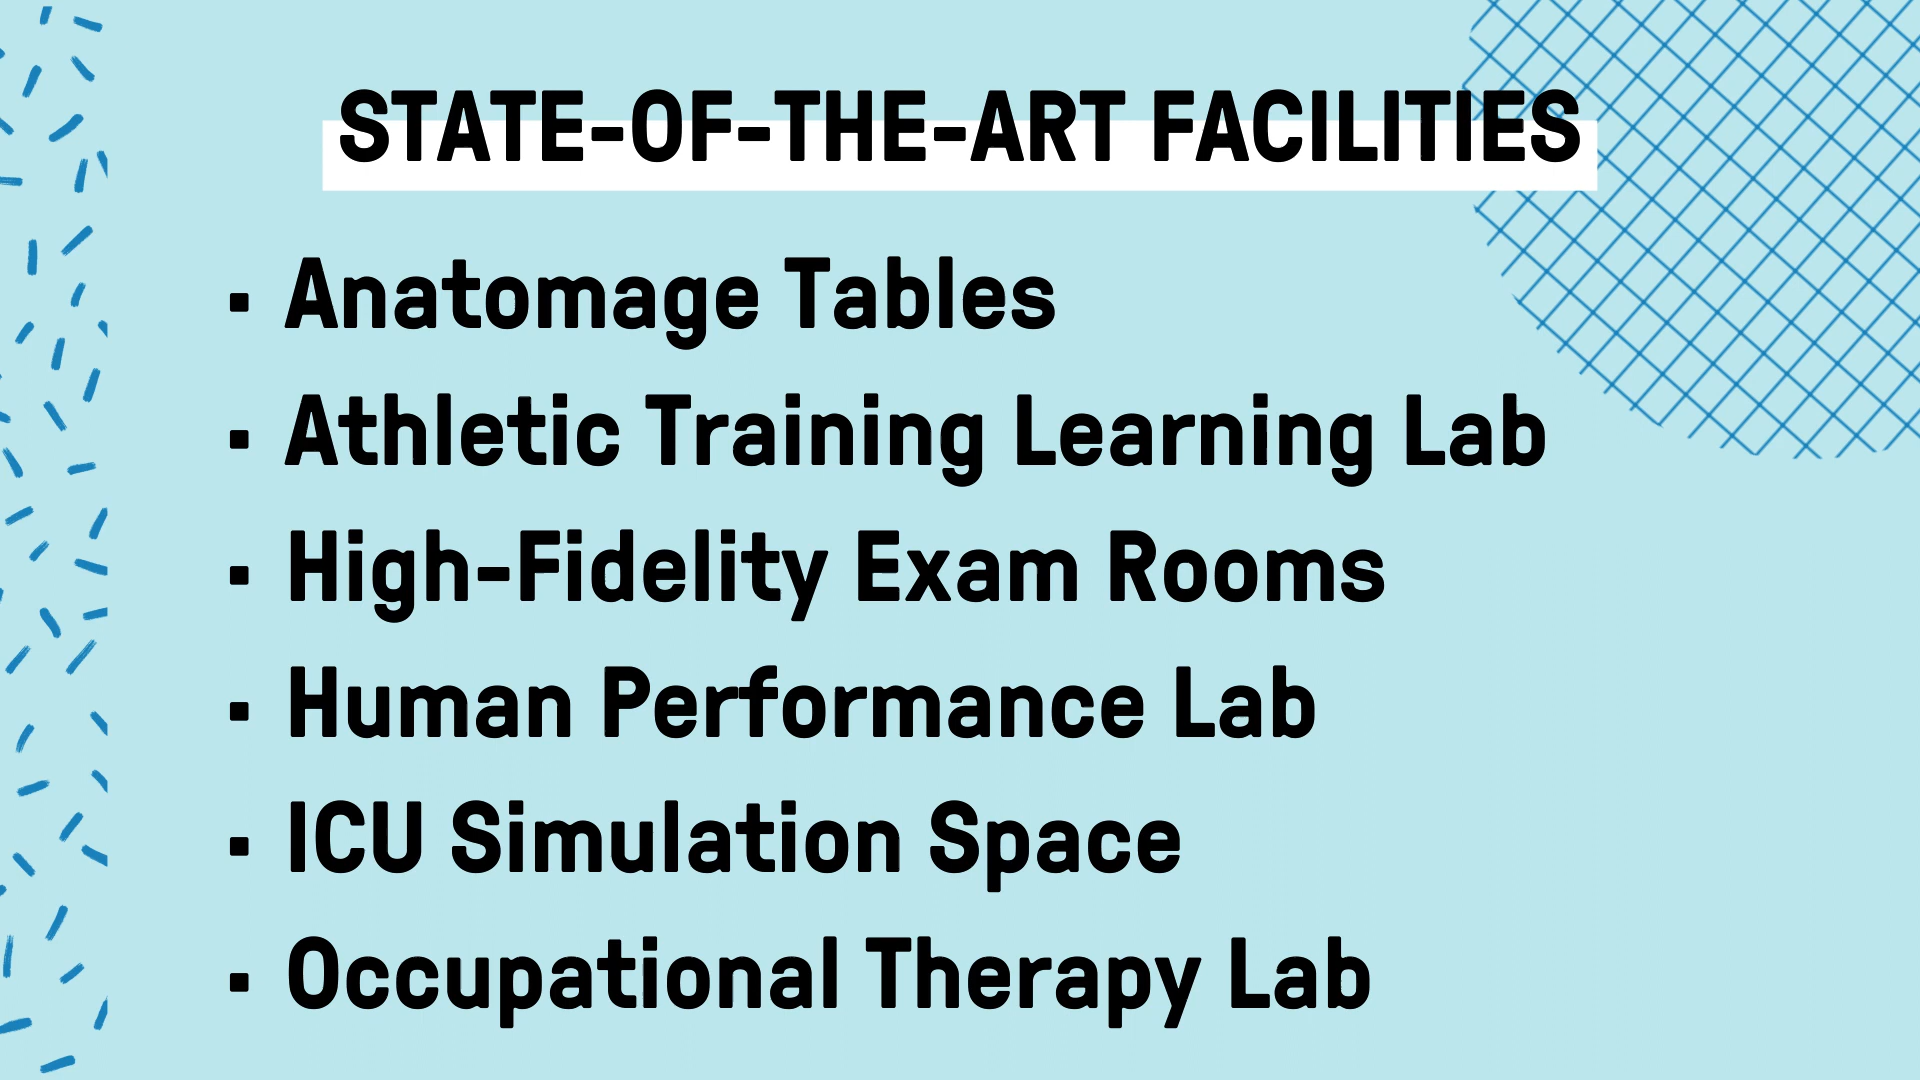 STATE-OF-THE-ART FACILITIES
▪ Anatomage Tables
▪ Athletic Training Learning Lab
▪ High-Fidelity Exam Rooms
▪ Human Performance Lab
▪ ICU Simulation Space
▪ Occupational Therapy Lab